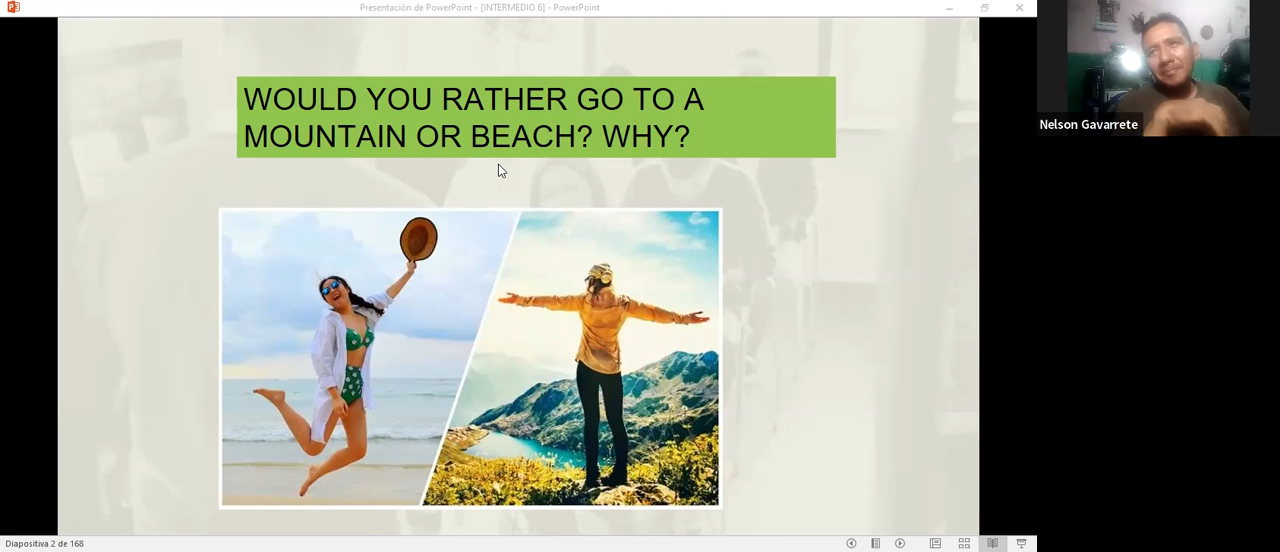 Presentación de PowerPoint - [INTERMEDIO 6] - PowerPoint
WOULD YOU RATHER GO TO A
MOUNTAIN OR BEACH? WHY?
Nelson Gavarrete
Diapositiva 2 de 168